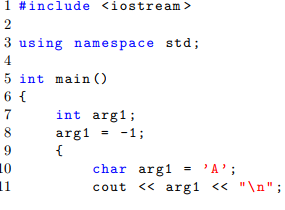 1 #include <iostream>
2
3 using namespace std;
4
5 int main()
6 {
7 int arg1;
8 arg1 = -1;
9 {
10 char arg1 = 'A';
11 cout << arg1 << "\n";